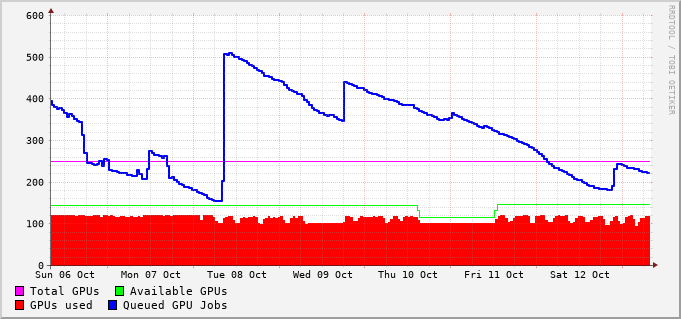 600
500
400
300
200
100
0
Sun 06 Oct Mon 07 Oct Tue 08 Oct Wed 09 Oct Thu 10 Oct Fri 11 Oct Sat 12 Oct
Total GPUs Available GPUs
GPUs used Queued GPU Jobs
RRDTOOL / TOBI OETIKER